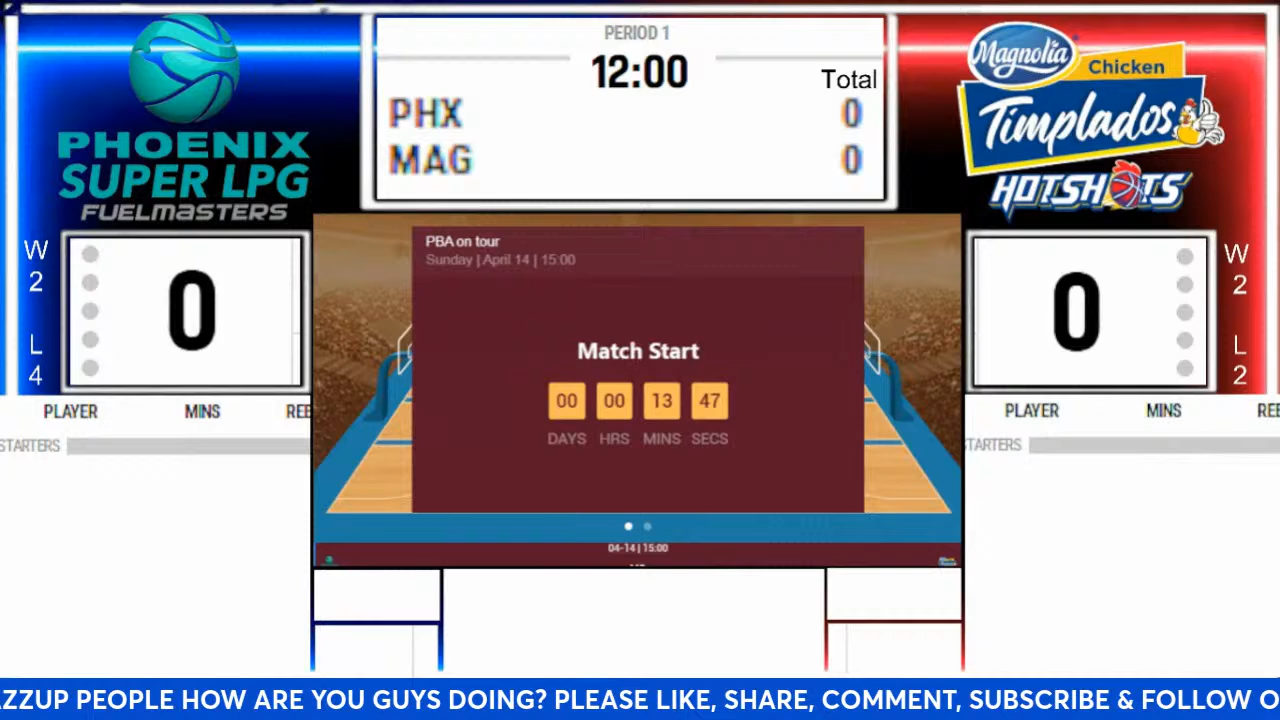 PHOENIX
SUPER LPG
FUELMASTERS
W
2
L
4
0
PLAYER MINS REE
STARTERS
PERIOD 1
12:00
Total
PHX 0
MAG 0
PBA on tour
Sunday | April 14 | 15:00
Match Start
00 00 13 47
DAYS HRS MINS SECS
04-14 | 15:00
Magnolia
Chicken
Timplados
HOTSHOTS
0
W
2
L
2
PLAYER MINS REE
STARTERS
ZZUP PEOPLE HOW ARE YOU GUYS DOING? PLEASE LIKE, SHARE, COMMENT, SUBSCRIBE & FOLLOW O